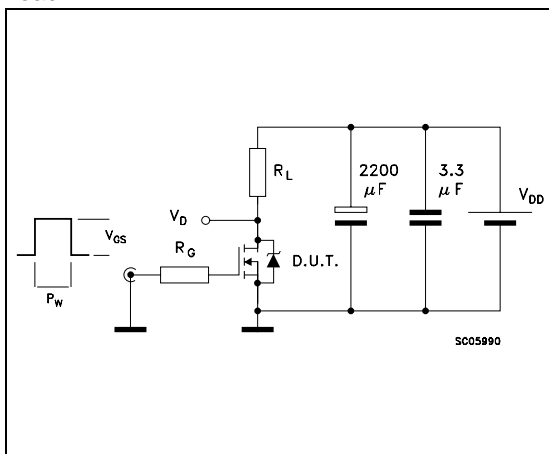 R_L
2200
μF
3.3
μF
V_DD
V_D
V_GS
R_G
D.U.T.
P_W
SC05990